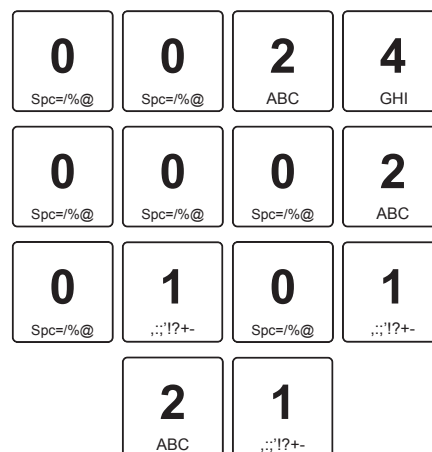 0 0 2 4
Spc=/%@ Spc=/%@ ABC GHI
0 0 0 2
Spc=/%@ Spc=/%@ Spc=/%@ ABC
0 1 0 1
Spc=/%@ ,:;'!?+- Spc=/%@ ,:;'!?+-
2 1
ABC ,:;'!?+-